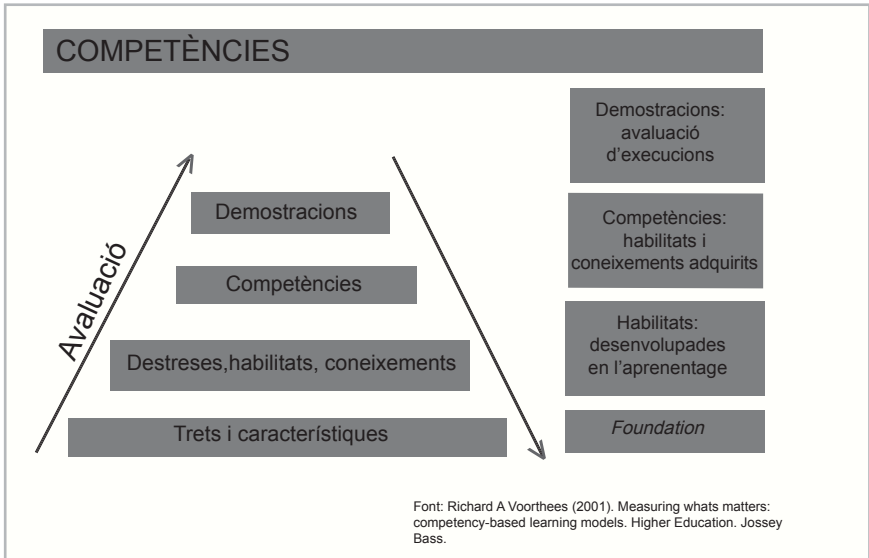 COMPETÈNCIES
Avaluació
Demostracions
Competències
Destreses,habilitats, coneixements
Trets i característiques
Demostracions:
avaluació
d’execucions
Competències:
habilitats i
coneixements adquirits
Habilitats:
desenvolupades
en l’aprenentage
Foundation
Font: Richard A Voorthees (2001). Measuring whats matters:
competency-based learning models. Higher Education. Jossey
Bass.